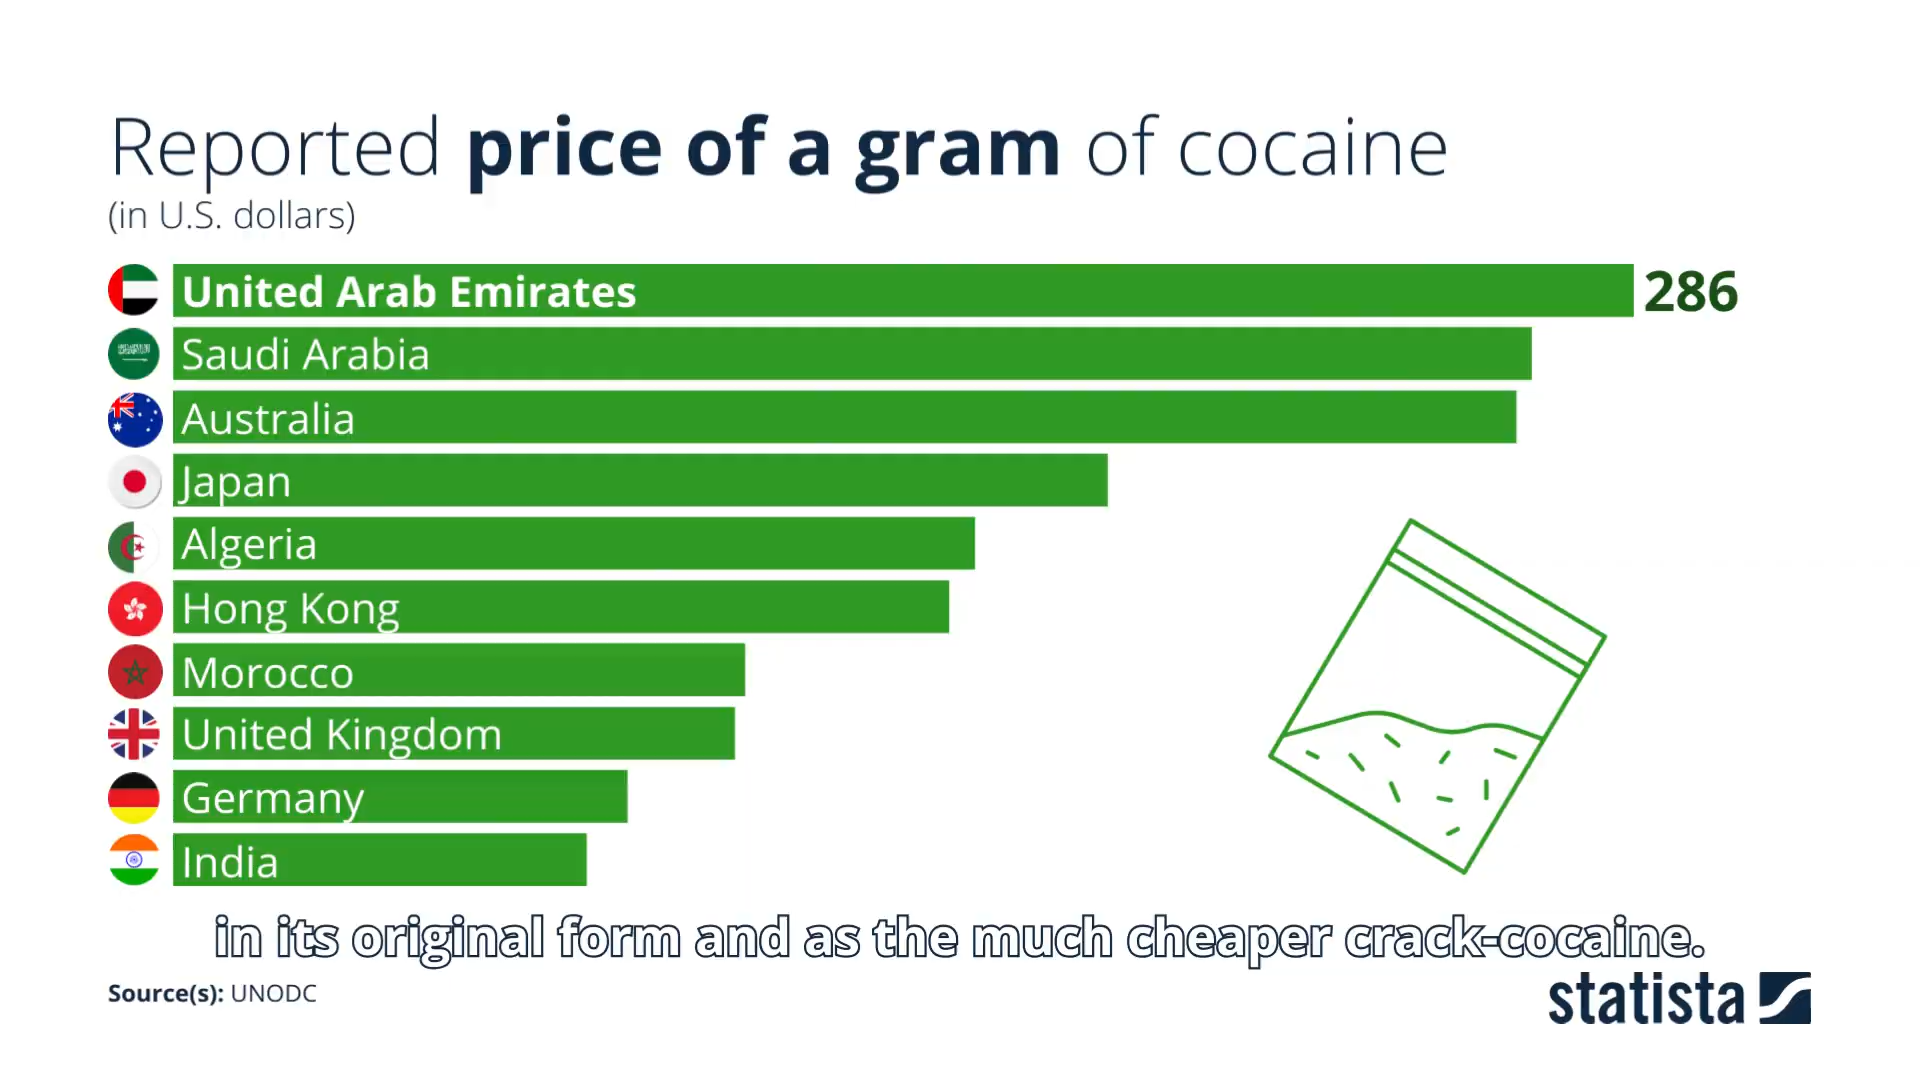 Reported price of a gram of cocaine
(in U.S. dollars)
United Arab Emirates 286
Saudi Arabia
Australia
Japan
Algeria
Hong Kong
Morocco
United Kingdom
Germany
India
in its original form and as the much cheaper crack-cocaine.
Source(s): UNODC
statista